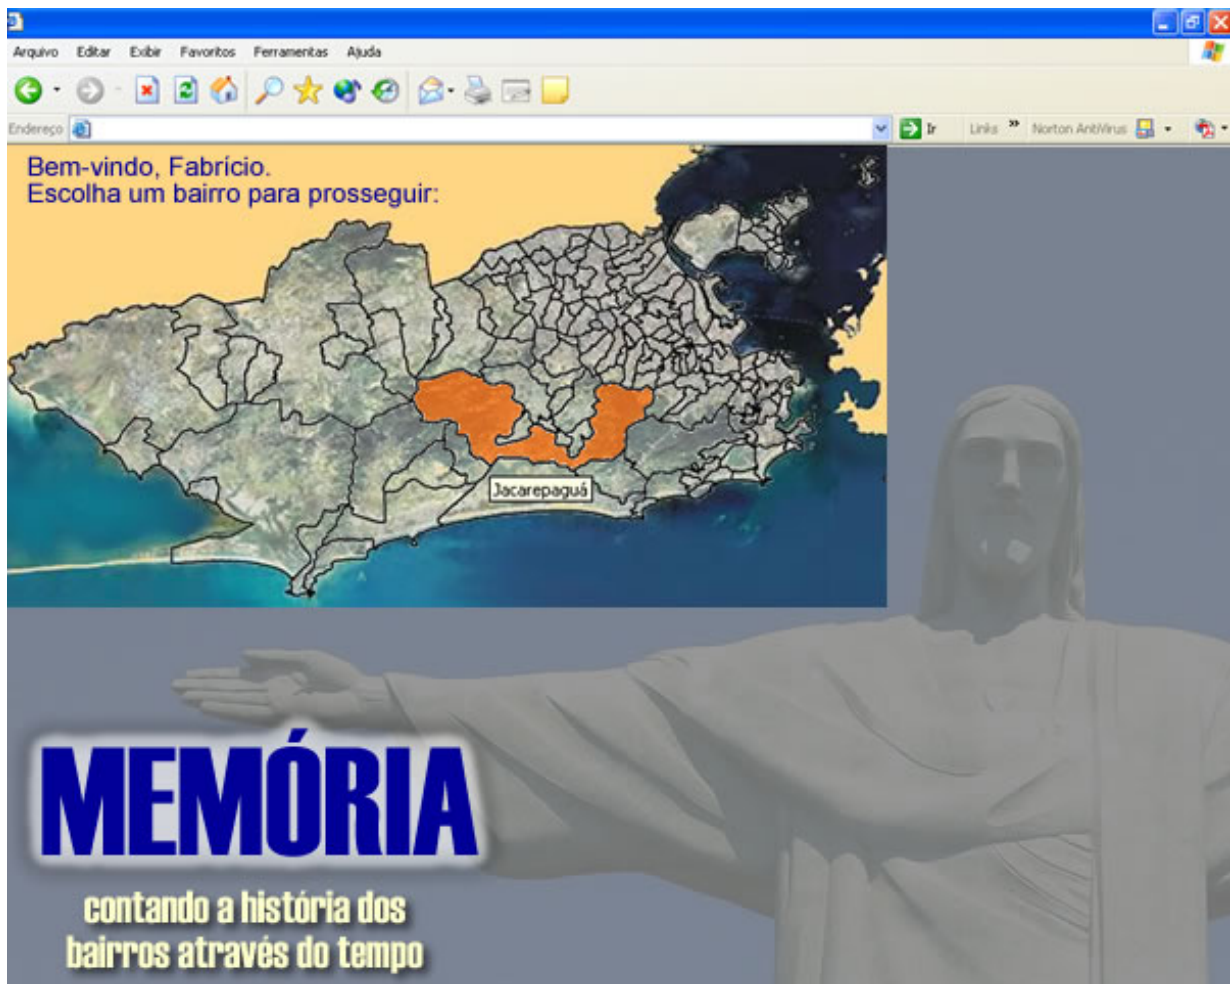 Arquivo Editar Exibir Favoritos Ferramentas Ajuda
Endereço Ir Links » Norton AntiVirus
Bem-vindo, Fabrício.
Escolha um bairro para prosseguir:
Jacarepaguá
MEMÓRIA
contando a história dos
bairros através do tempo